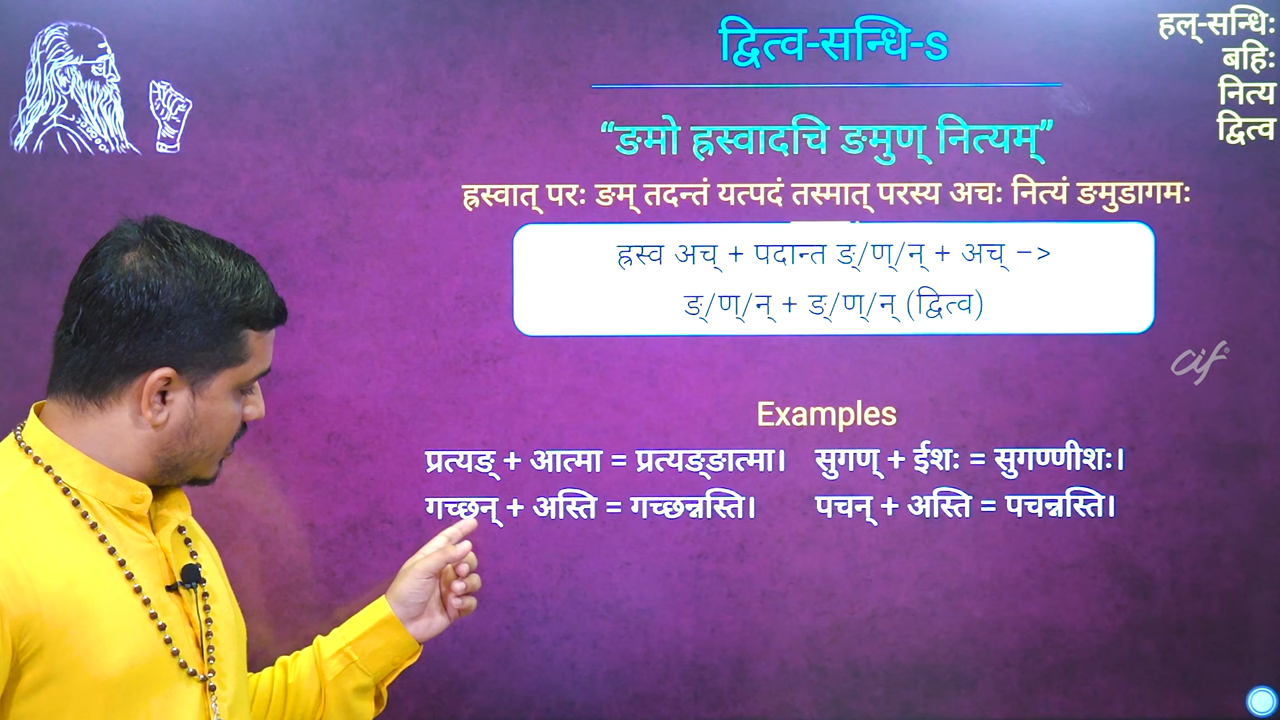 द्वित्व-सन्धि-s
हल्-सन्धिः
बहिः
नित्य
द्वित्व
“ङमो ह्रस्वादचि ङमुण् नित्यम्”
ह्रस्वात् परः ङम् तदन्तं यत्पदं तस्मात् परस्य अचः नित्यं ङमुडागमः
ह्रस्व अच् + पदान्त ङ्/ण्/न् + अच् –>
ङ्/ण्/न् + ङ्/ण्/न् (द्वित्व)
cif
Examples
प्रत्यङ् + आत्मा = प्रत्यङ्ङात्मा। सुगण् + ईशः = सुगण्णीशः।
गच्छन् + अस्ति = गच्छन्नस्ति। पचन् + अस्ति = पचन्नस्ति।